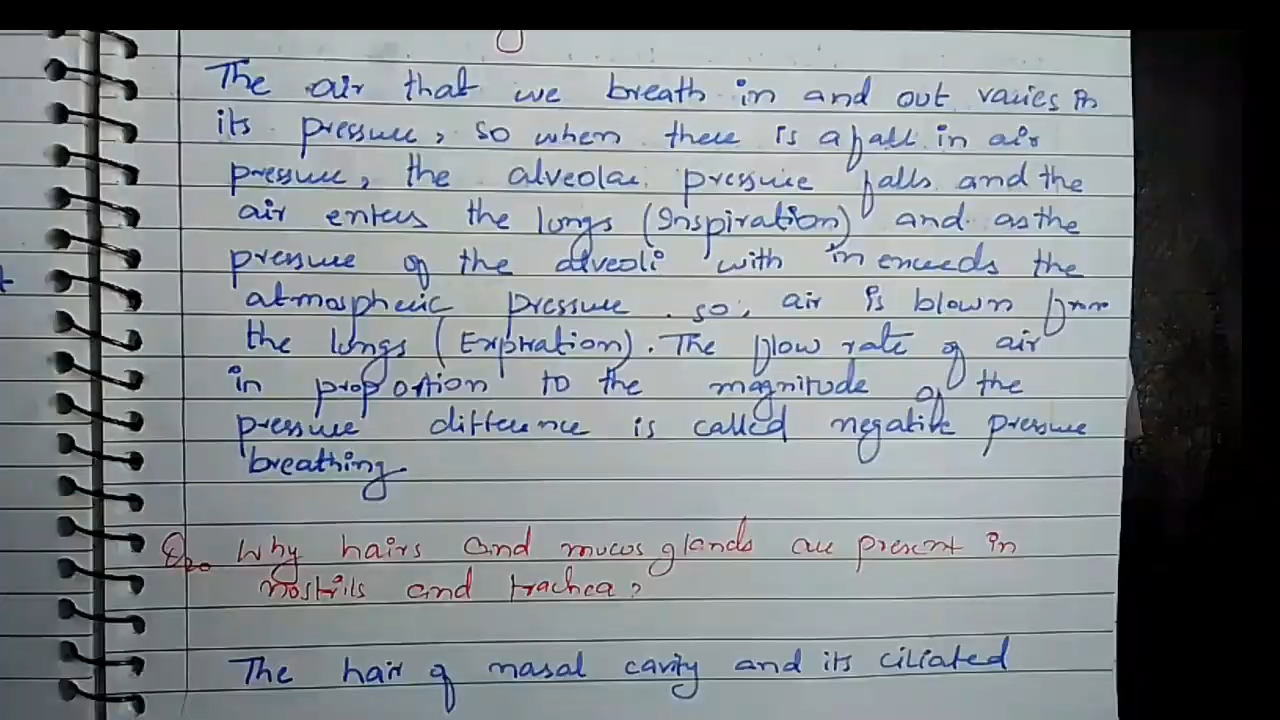 The air that we breath in and out varies in
its pressure, so when there is a fall in air
pressure, the alveolar pressure falls and the
air enters the lungs (Inspiration) and as the
pressure of the alveoli with in exceeds the
atmospheric pressure. so, air is blown from
the lungs (Expiration). The flow rate of air
in proportion to the magnitude of the
pressure difference is called negative pressure
breathing.
Q. Why hairs and mucus glands are present in
nostrils and trachea?
The hair of nasal cavity and its ciliated